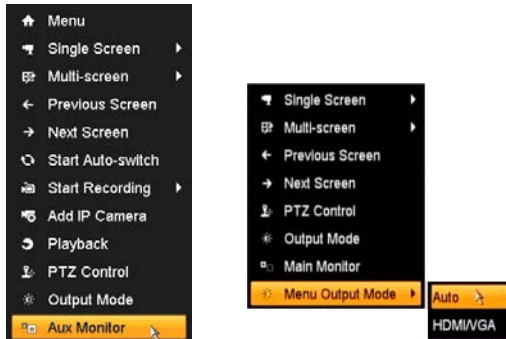 Menu
Single Screen
Multi-screen
Previous Screen
Next Screen
Start Auto-switch
Start Recording
Add IP Camera
Playback
PTZ Control
Output Mode
Aux Monitor
Single Screen
Multi-screen
Previous Screen
Next Screen
PTZ Control
Output Mode
Main Monitor
Menu Output Mode
Auto
HDMI/VGA